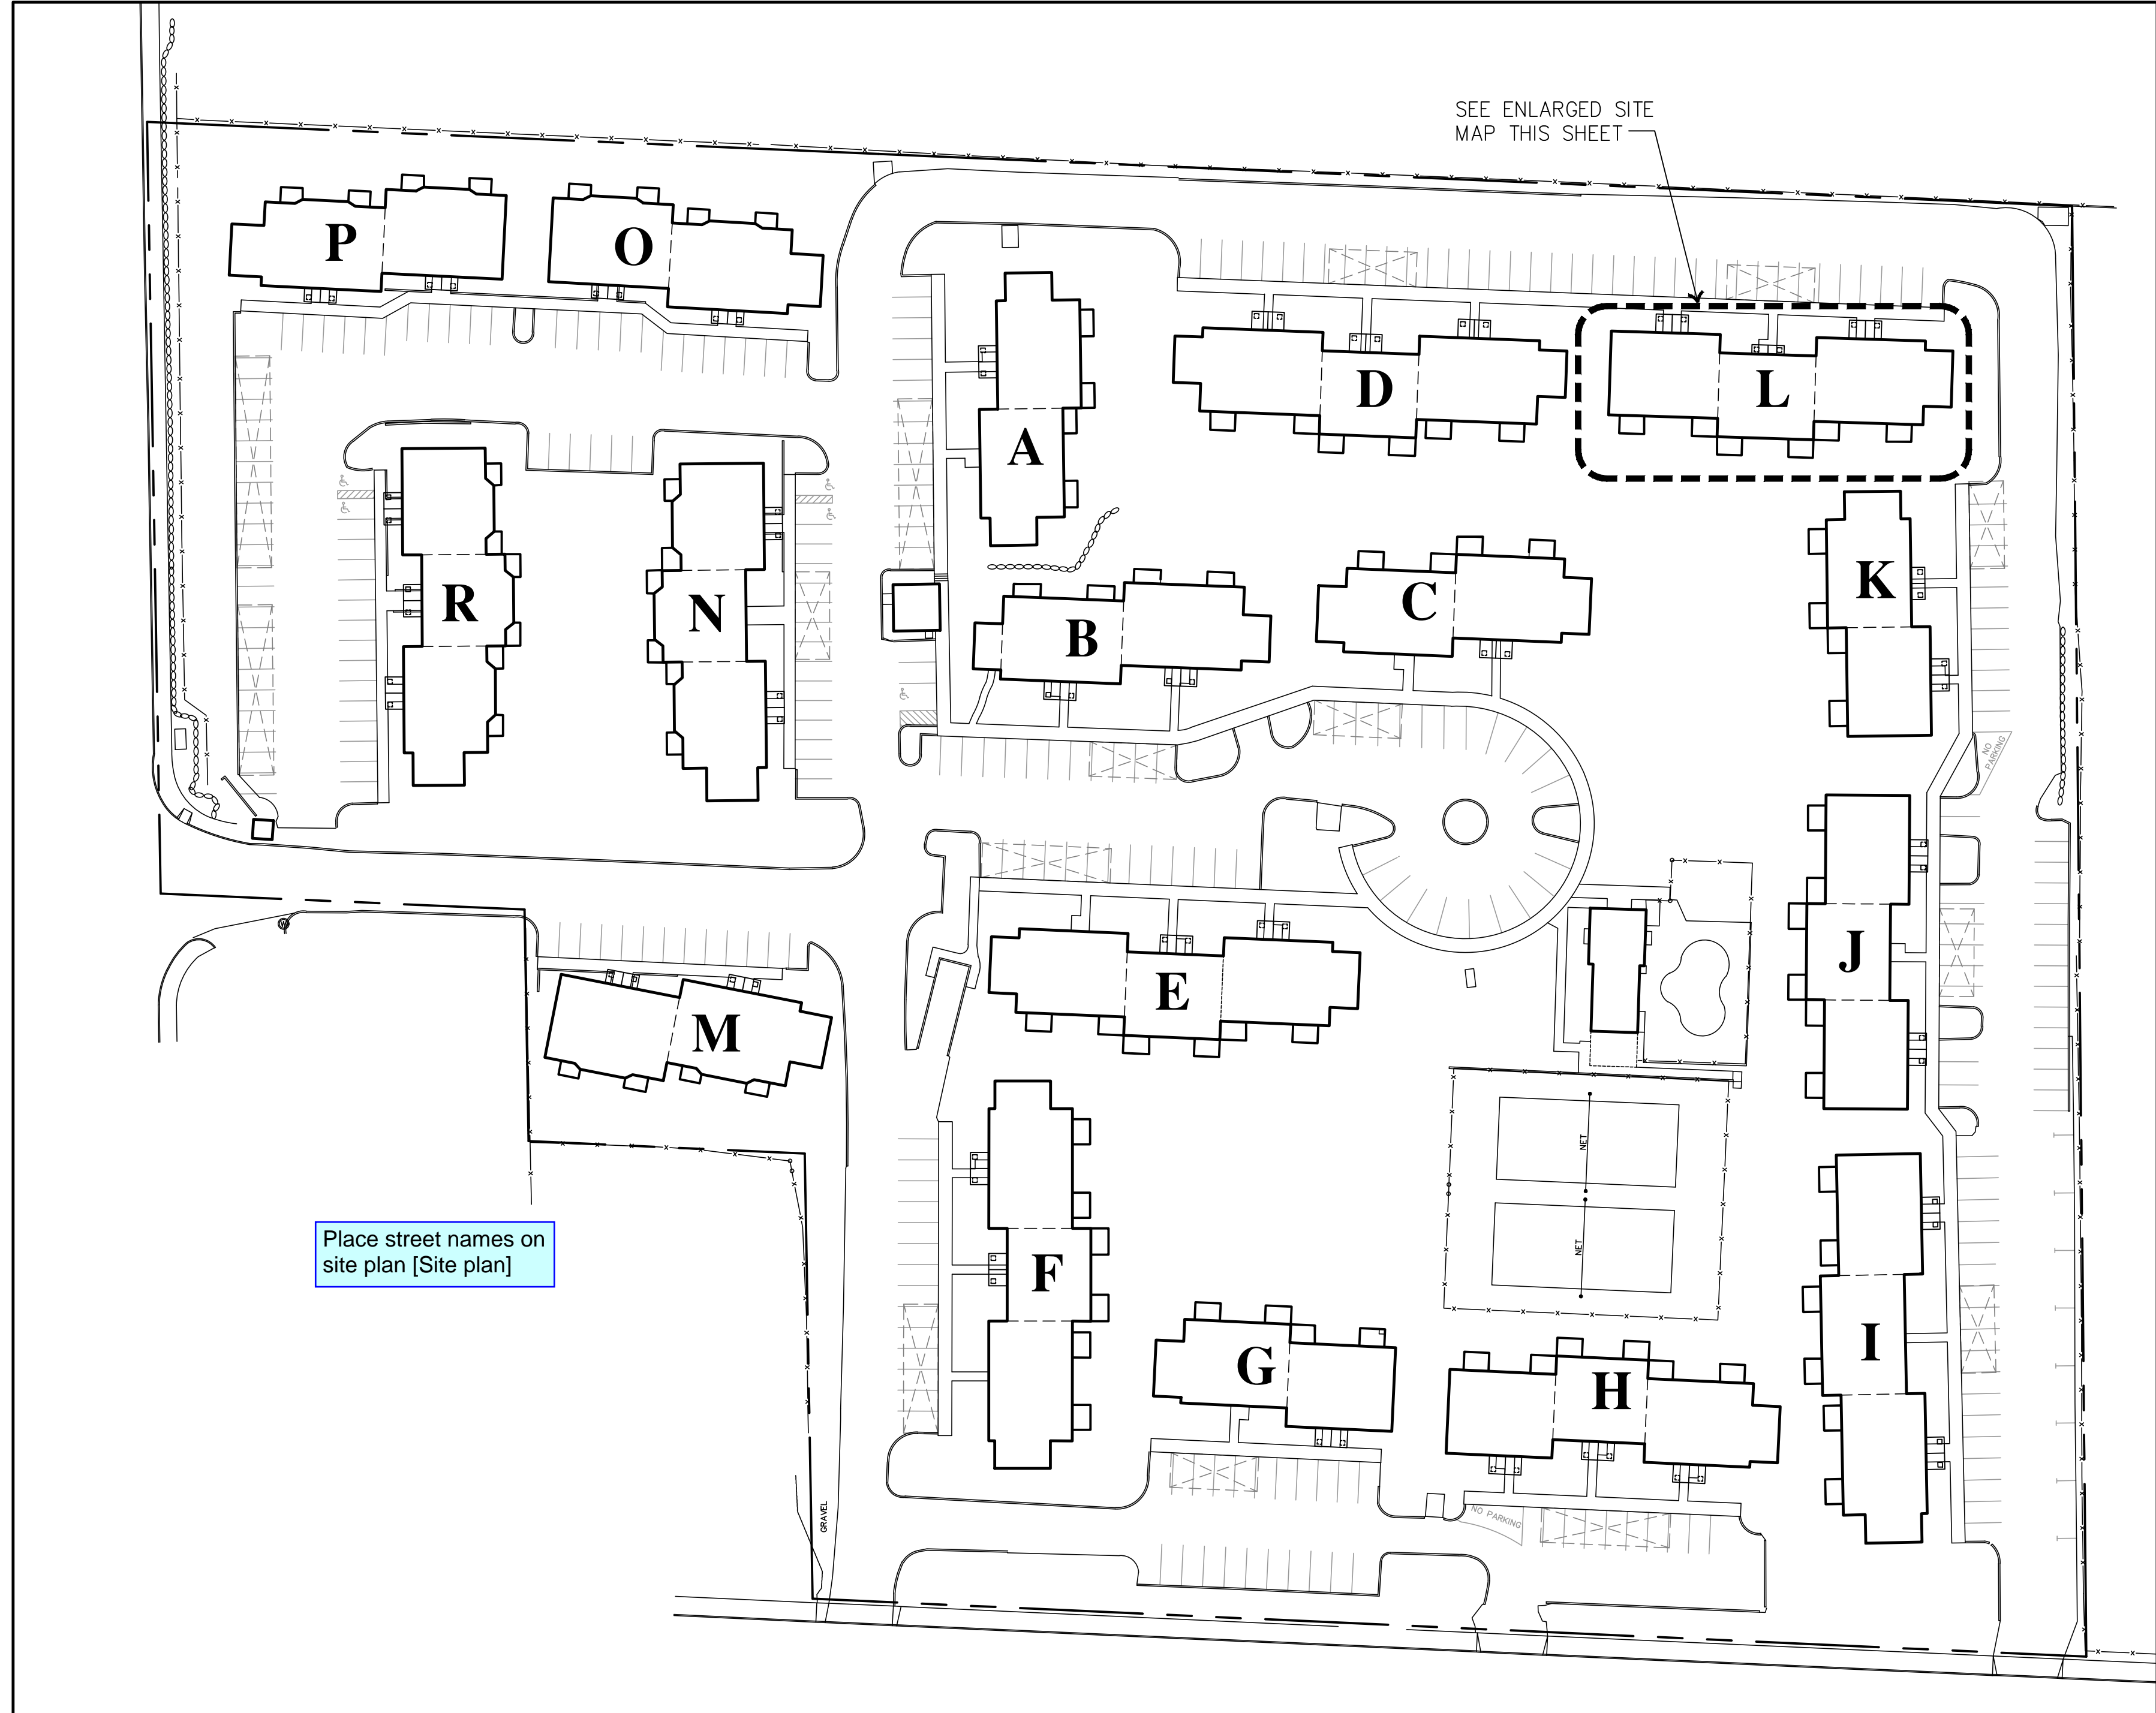 SEE ENLARGED SITE
MAP THIS SHEET
P
O
A
D
L
R
N
B
C
K
NO
PARKING
M
E
J
W
NET
NET
Place street names on
site plan [Site plan]
F
G
H
I
GRAVEL
NO PARKING